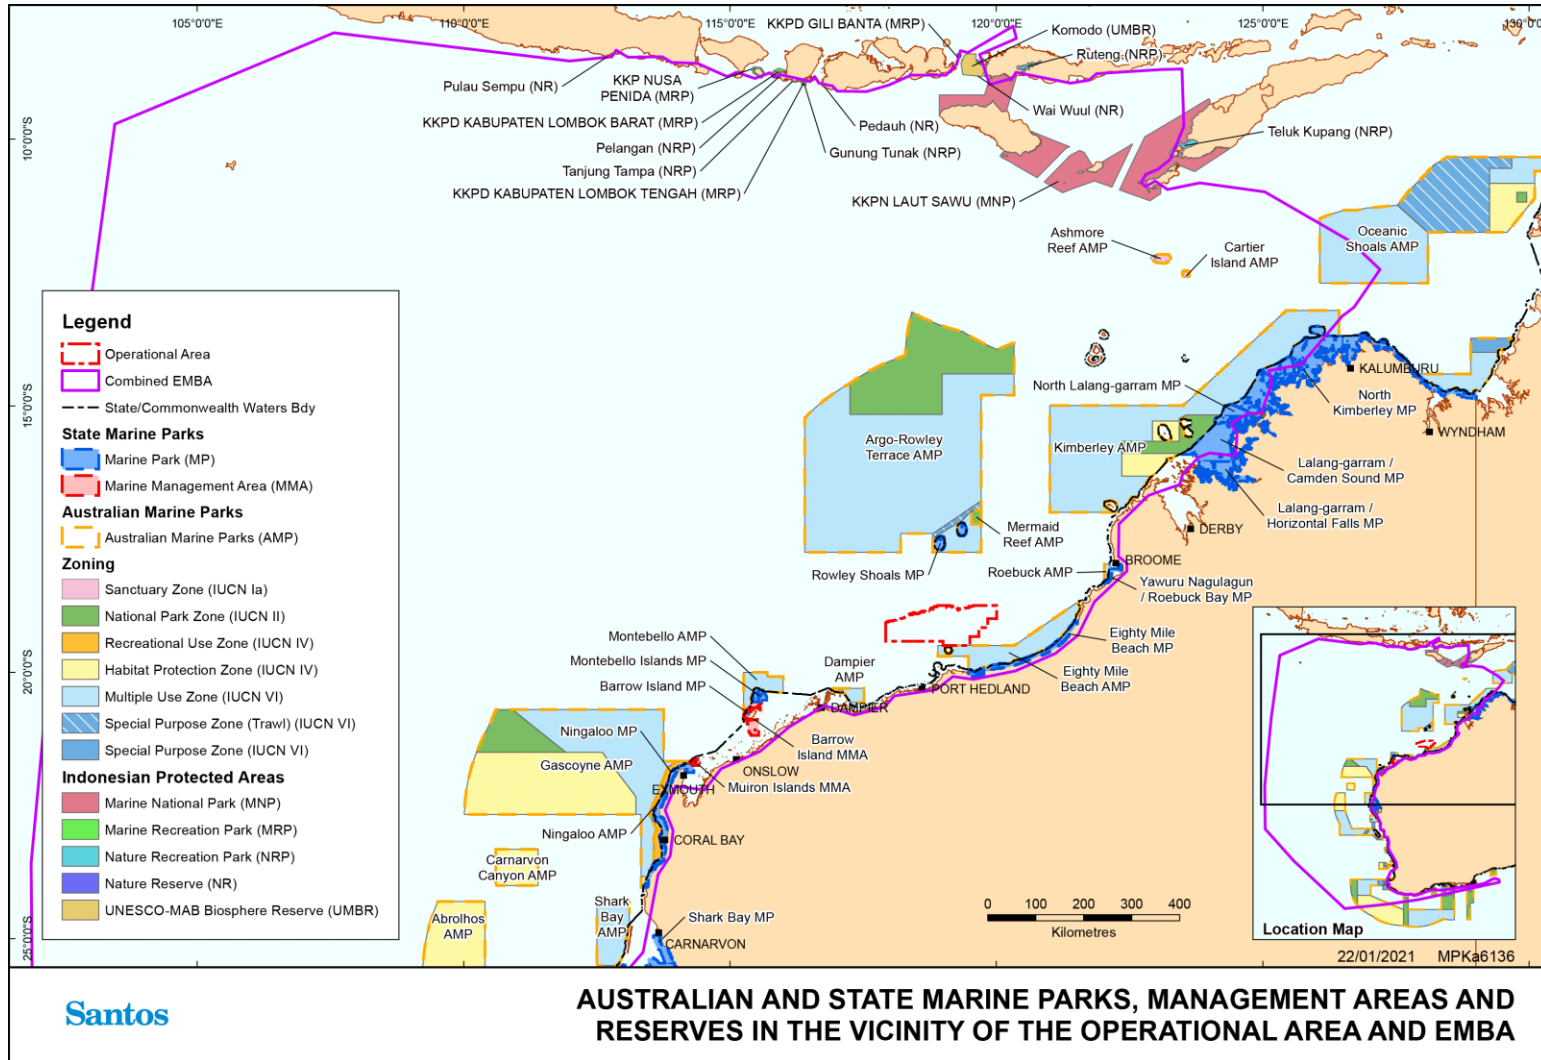 105°0'0"E
110°0'0"E
115°0'0"E
120°0'0"E
125°0'0"E
130°0'0"E
10°0'0"S
15°0'0"S
20°0'0"S
25°0'0"S
KKPD GILI BANTA (MRP)
Komodo (UMBR)
Ruteng (NRP)
Pulau Sempu (NR)
KKP NUSA
PENIDA (MRP)
Wai Wuul (NR)
KKPD KABUPATEN LOMBOK BARAT (MRP)
Pedauh (NR)
Teluk Kupang (NRP)
Pelangan (NRP)
Gunung Tunak (NRP)
Tanjung Tampa (NRP)
KKPD KABUPATEN LOMBOK TENGAH (MRP)
KKPN LAUT SAWU (MNP)
Ashmore
Reef AMP
Cartier
Island AMP
Oceanic
Shoals AMP
North Lalang-garram MP
KALUMBURU
North
Kimberley MP
WYNDHAM
Argo-Rowley
Terrace AMP
Kimberley AMP
Lalang-garram /
Camden Sound MP
Lalang-garram /
Horizontal Falls MP
Mermaid
Reef AMP
DERBY
Rowley Shoals MP
Roebuck AMP
BROOME
Yawuru Nagulagun
/ Roebuck Bay MP
Montebello AMP
Montebello Islands MP
Barrow Island MP
Dampier
AMP
Eighty Mile
Beach MP
Eighty Mile
Beach AMP
PORT HEDLAND
DAMPIER
Ningaloo MP
Barrow
Island MMA
Gascoyne AMP
ONSLOW
EXMOUTH
Muiron Islands MMA
Ningaloo AMP
CORAL BAY
Carnarvon
Canyon AMP
Abrolhos
AMP
Shark
Bay
AMP
Shark Bay MP
CARNARVON
Legend
Operational Area
Combined EMBA
State/Commonwealth Waters Bdy
State Marine Parks
Marine Park (MP)
Marine Management Area (MMA)
Australian Marine Parks
Australian Marine Parks (AMP)
Zoning
Sanctuary Zone (IUCN Ia)
National Park Zone (IUCN II)
Recreational Use Zone (IUCN IV)
Habitat Protection Zone (IUCN IV)
Multiple Use Zone (IUCN VI)
Special Purpose Zone (Trawl) (IUCN VI)
Special Purpose Zone (IUCN VI)
Indonesian Protected Areas
Marine National Park (MNP)
Marine Recreation Park (MRP)
Nature Recreation Park (NRP)
Nature Reserve (NR)
UNESCO-MAB Biosphere Reserve (UMBR)
0 100 200 300 400
Kilometres
Location Map
22/01/2021 MPKa6136
Santos
AUSTRALIAN AND STATE MARINE PARKS, MANAGEMENT AREAS AND
RESERVES IN THE VICINITY OF THE OPERATIONAL AREA AND EMBA